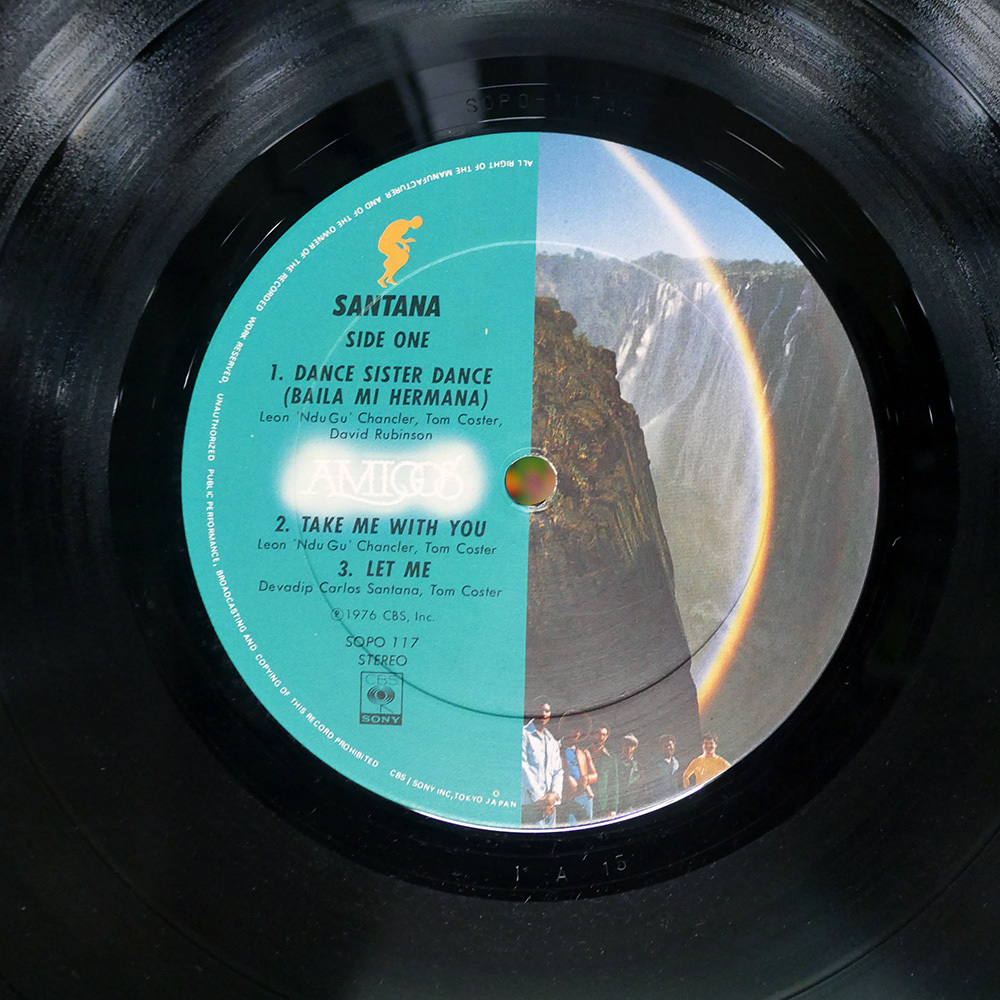 SOPO-117A
ALL RIGHT OF THE MANUFACTURER AND OF THE OWNER OF THE RECORDED WORK RESERVED, UNAUTHORIZED PUBLIC PERFORMANCE, BROADCASTING AND COPYING OF THIS RECORD PROHIBITED CBS / SONY INC, TOKYO JAPAN
SANTANA
SIDE ONE
1. DANCE SISTER DANCE
(BAILA MI HERMANA)
Leon 'Ndu Gu' Chancler, Tom Coster,
David Rubinson
AMIGOS
2. TAKE ME WITH YOU
Leon 'Ndu Gu' Chancler, Tom Coster
3. LET ME
Devadip Carlos Santana, Tom Coster
℗1976 CBS, Inc.
SOPO 117
STEREO
CBS
SONY
1 A 15